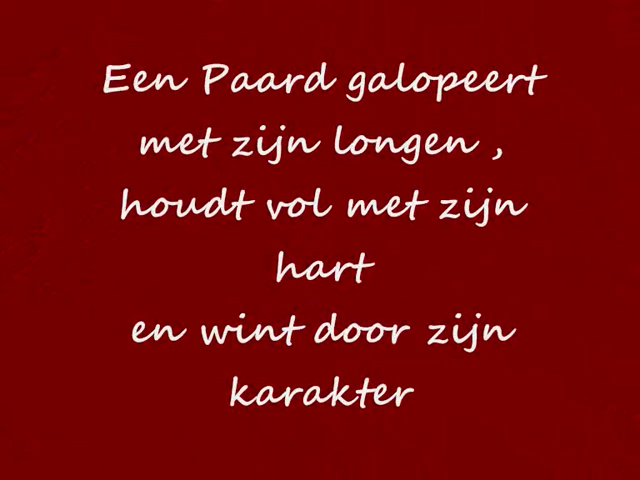 Een Paard galopeert
met zijn longen ,
houdt vol met zijn
hart
en wint door zijn
karakter